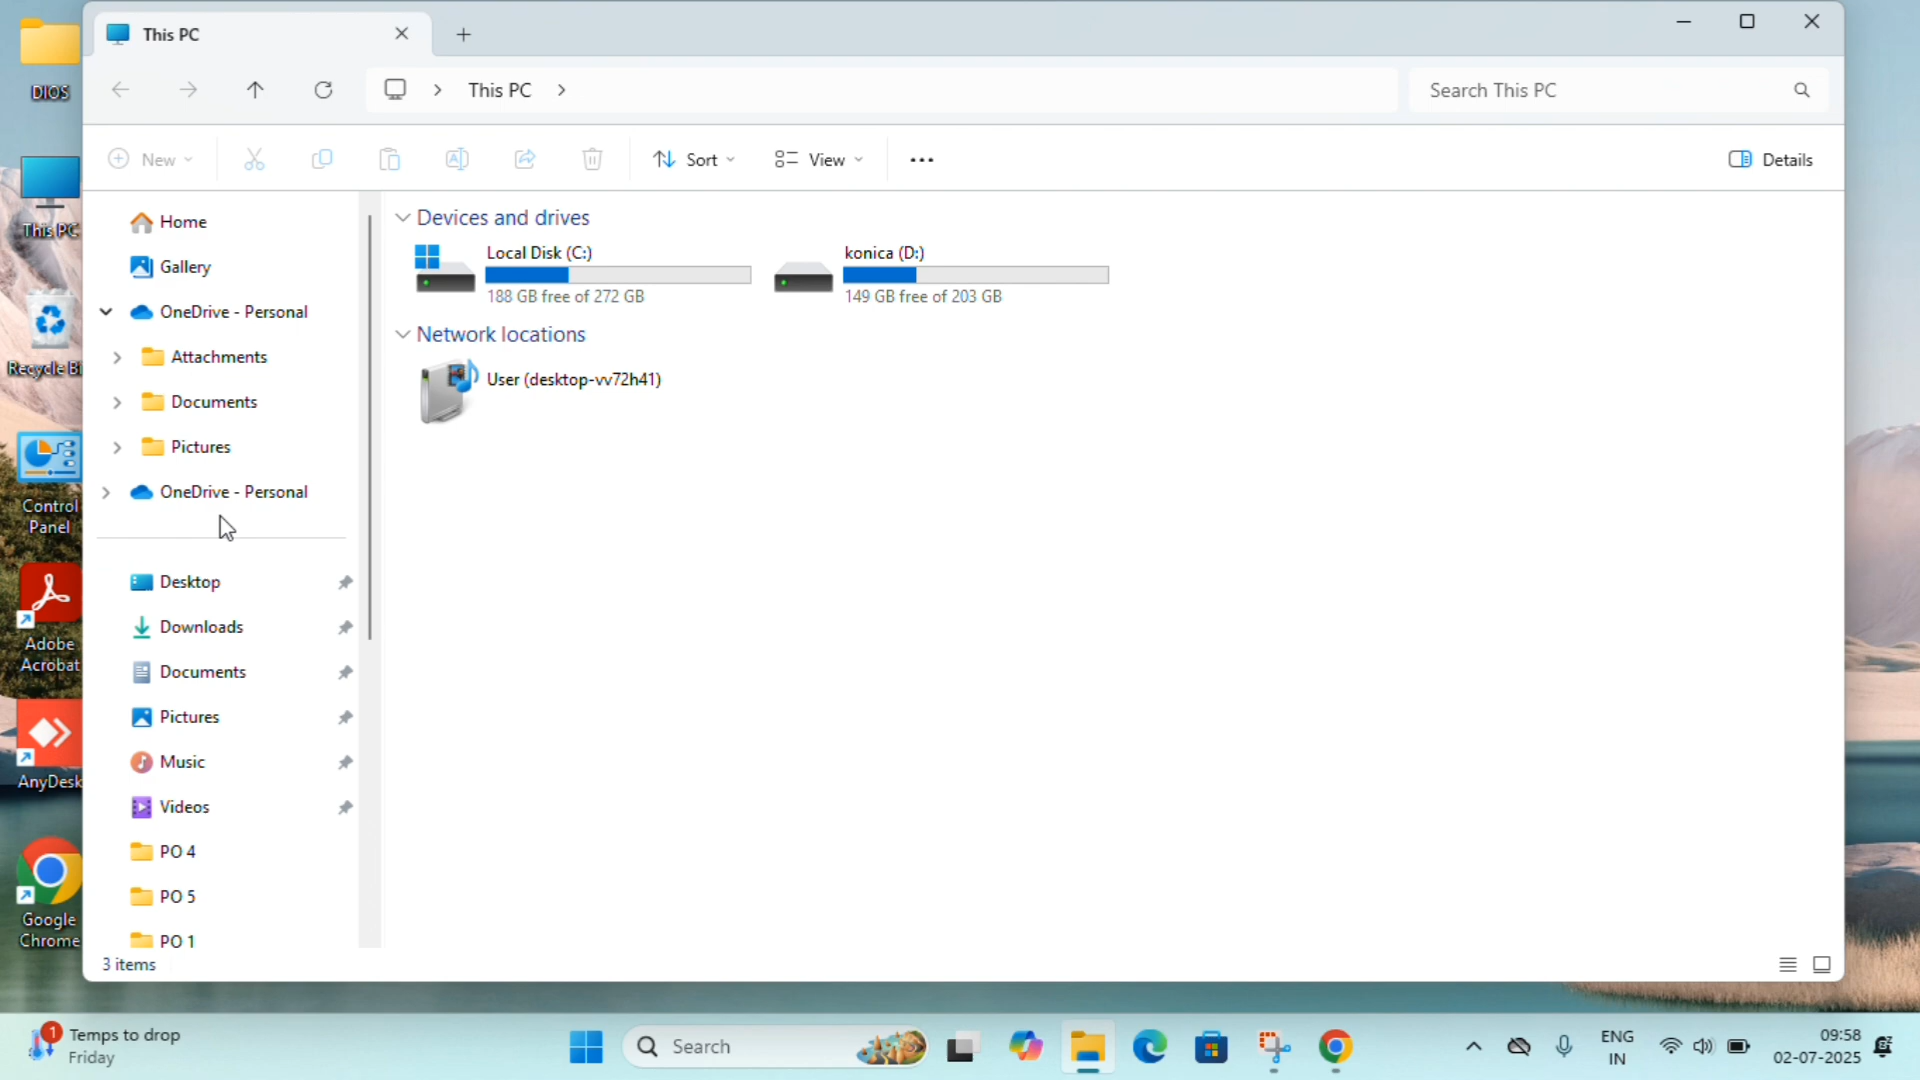 DIOS
This PC
Recycle Bi
Control
Panel
Adobe
Acrobat
AnyDesk
Google
Chrome
This PC
This PC
Search This PC
New
Sort
View
Details
Home
Gallery
OneDrive - Personal
Attachments
Documents
Pictures
OneDrive - Personal
Desktop
Downloads
Documents
Pictures
Music
Videos
PO 4
PO 5
PO 1
3 items
Devices and drives
Local Disk (C:)
188 GB free of 272 GB
konica (D:)
149 GB free of 203 GB
Network locations
User (desktop-vv72h41)
1
Temps to drop
Friday
Search
ENG
IN
09:58
02-07-2025